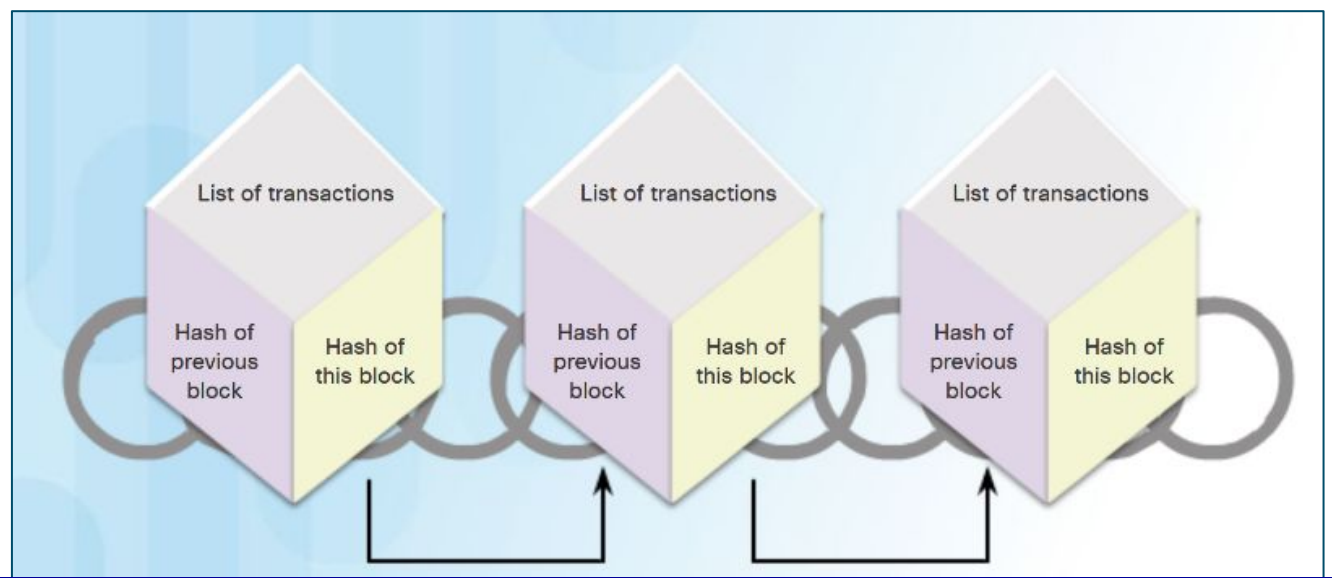 List of transactions
Hash of
previous
block
Hash of
this block
List of transactions
Hash of
previous
block
Hash of
this block
List of transactions
Hash of
previous
block
Hash of
this block